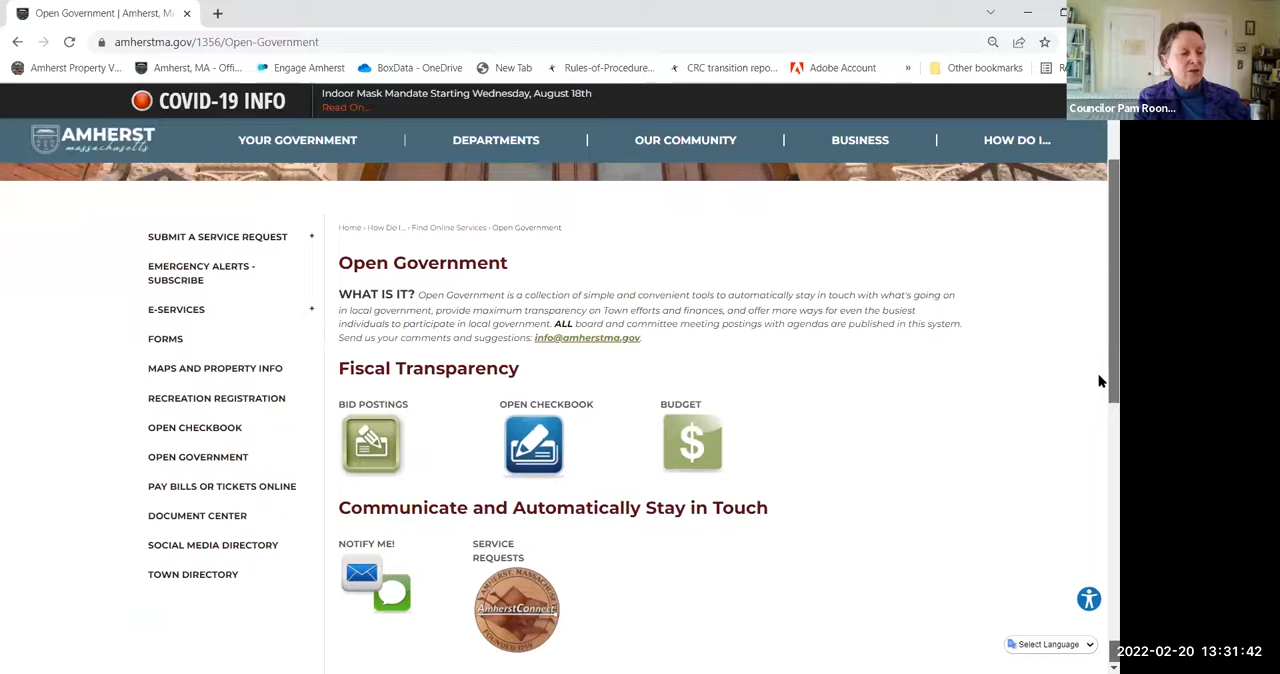 Open Government | Amherst, M
amherstma.gov/1356/Open-Government
Amherst Property V... Amherst, MA - Offi... Engage Amherst BoxData - OneDrive New Tab Rules-of-Procedure... CRC transition repo... Adobe Account » Other bookmarks
Councilor Pam Roon...
COVID-19 INFO
Indoor Mask Mandate Starting Wednesday, August 18th
Read On...
AMHERST
massachusetts
YOUR GOVERNMENT | DEPARTMENTS | OUR COMMUNITY | BUSINESS | HOW DO I...
SUBMIT A SERVICE REQUEST +
EMERGENCY ALERTS -
SUBSCRIBE
E-SERVICES +
FORMS
MAPS AND PROPERTY INFO
RECREATION REGISTRATION
OPEN CHECKBOOK
OPEN GOVERNMENT
PAY BILLS OR TICKETS ONLINE
DOCUMENT CENTER
SOCIAL MEDIA DIRECTORY
TOWN DIRECTORY
Home › How Do I... › Find Online Services › Open Government
Open Government
WHAT IS IT? Open Government is a collection of simple and convenient tools to automatically stay in touch with what's going on
in local government, provide maximum transparency on Town efforts and finances, and offer more ways for even the busiest
individuals to participate in local government. ALL board and committee meeting postings with agendas are published in this system.
Send us your comments and suggestions: info@amherstma.gov.
Fiscal Transparency
BID POSTINGS OPEN CHECKBOOK BUDGET
$
Communicate and Automatically Stay in Touch
NOTIFY ME! SERVICE
REQUESTS
AMHERST, MASSACHUSE
AmherstConnect
FOUNDED 1759
Select Language
2022-02-20 13:31:42